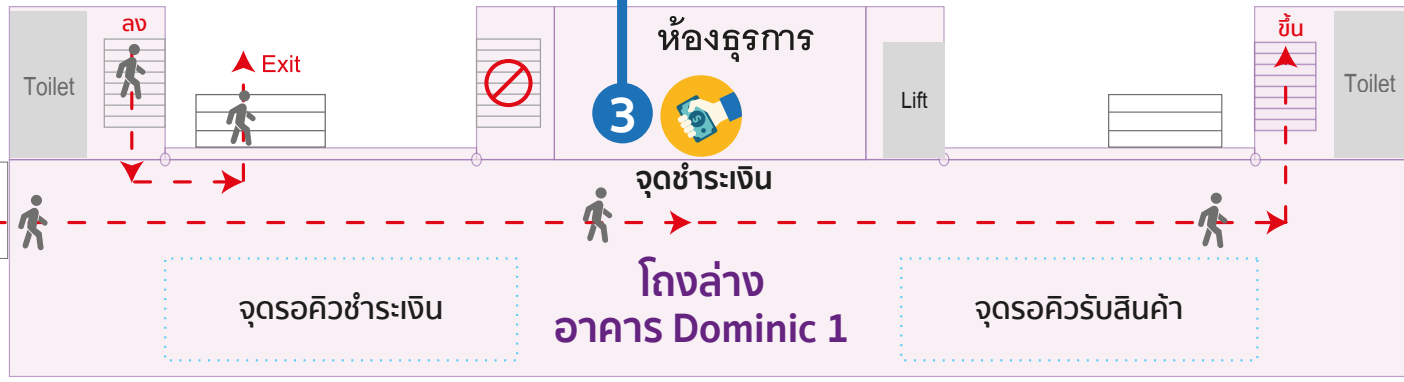 ลง
ขึ้น
ห้องธุรการ
Toilet
Exit
3
Lift
Toilet
จุดชำระเงิน
โถงล่าง
อาคาร Dominic 1
จุดรอคิวชำระเงิน
จุดรอคิวรับสินค้า